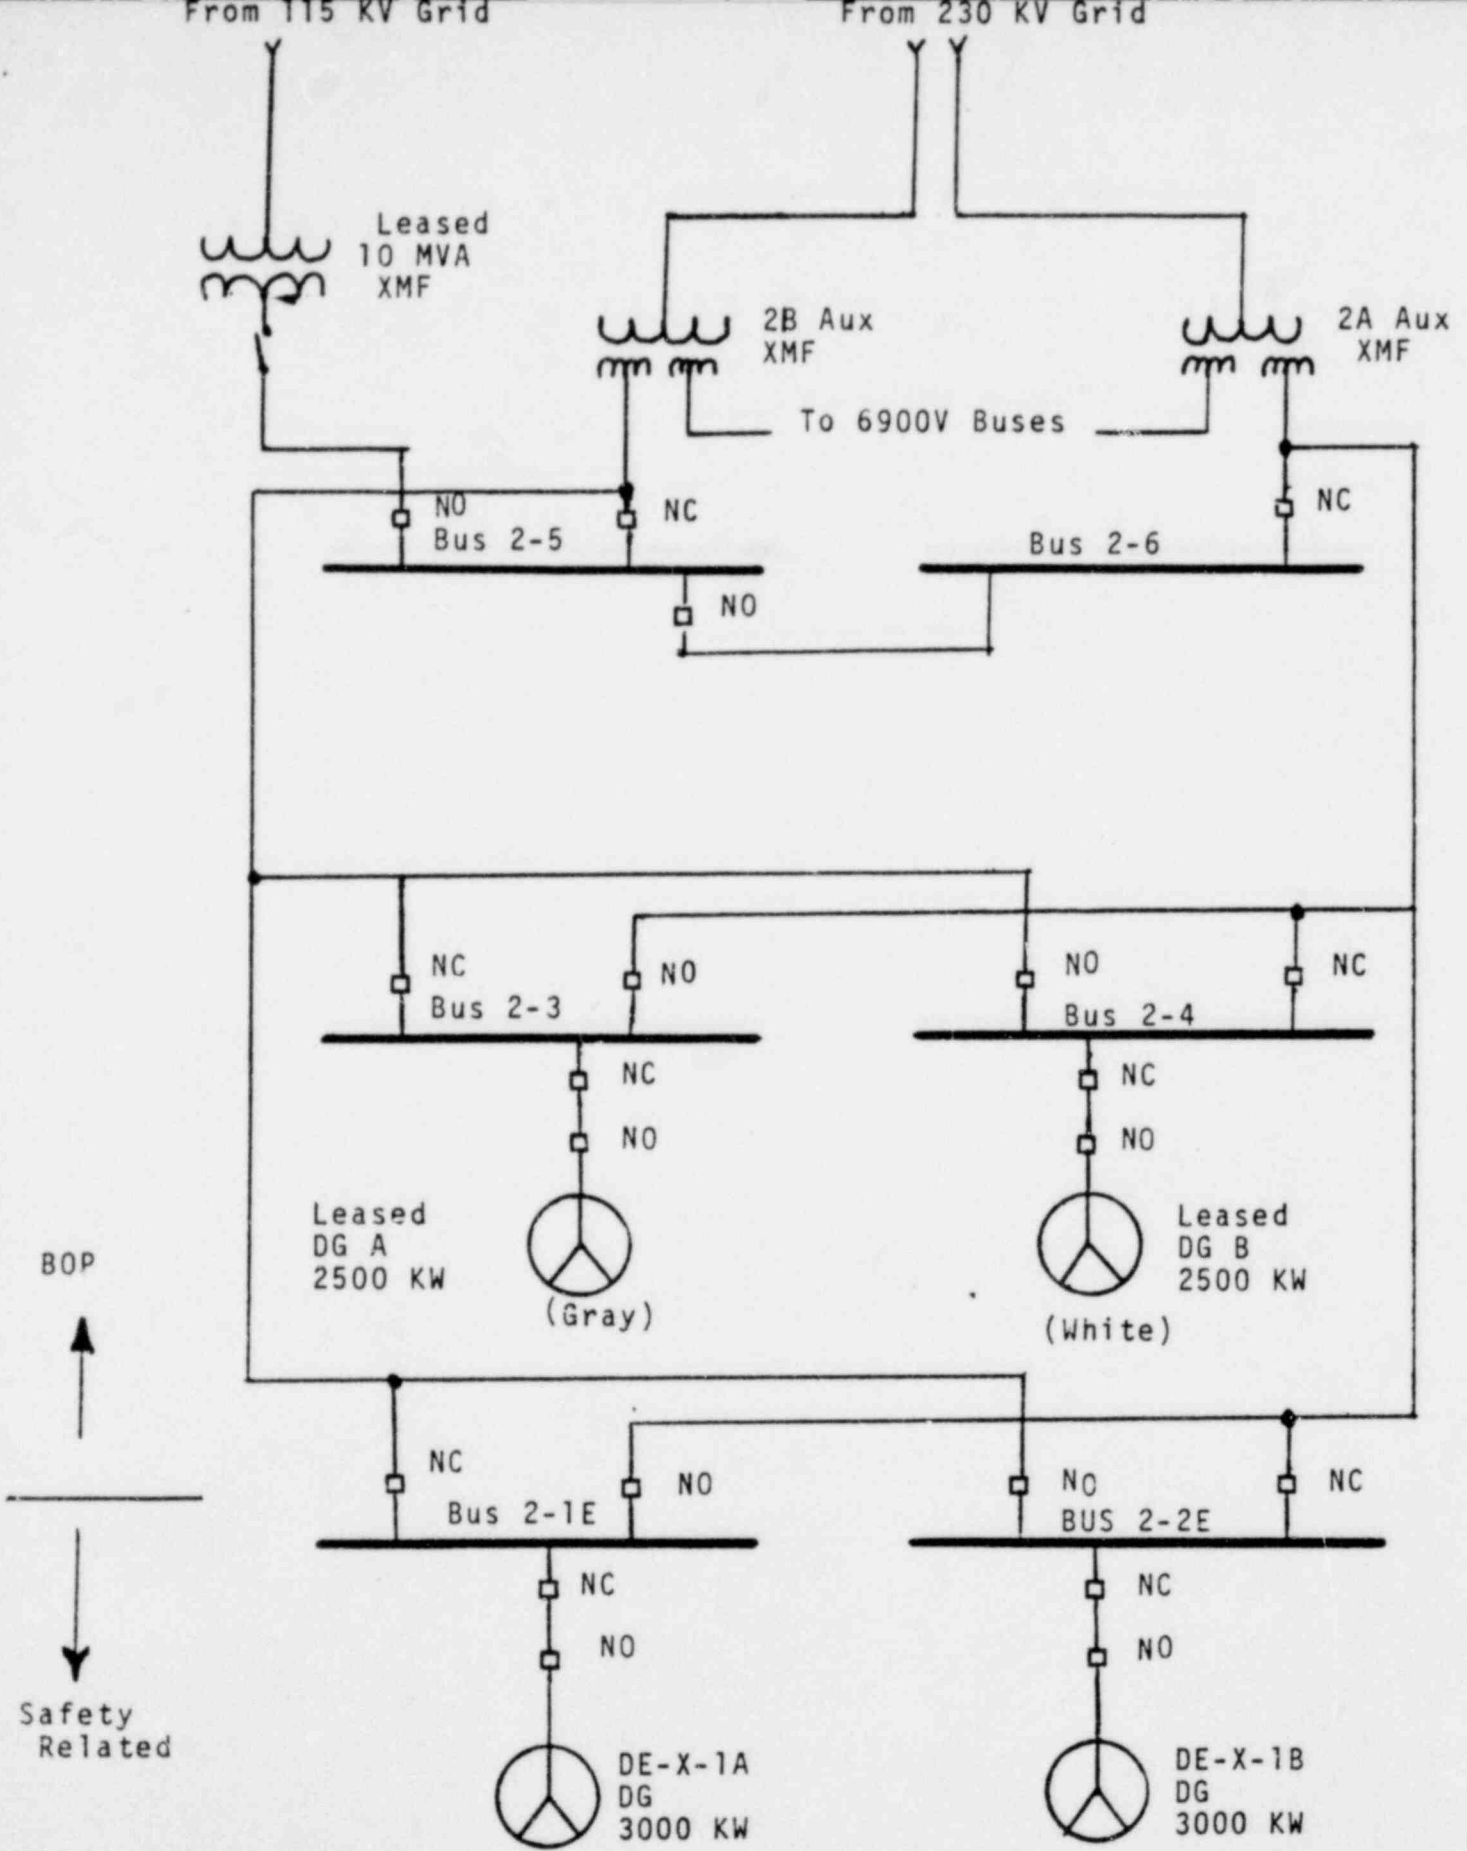 From 115 KV Grid
From 230 KV Grid
Leased
10 MVA
XMF
2B Aux
XMF
2A Aux
XMF
To 6900V Buses
NO
Bus 2-5
NC
NO
Bus 2-6
NC
NC
Bus 2-3
NO
NO
Bus 2-4
NC
NC
NO
NC
NO
Leased
DG A
2500 KW
(Gray)
Leased
DG B
2500 KW
(White)
BOP
Safety
Related
NC
Bus 2-1E
NO
NO
BUS 2-2E
NC
NC
NO
NC
NO
DE-X-1A
DG
3000 KW
DE-X-1B
DG
3000 KW